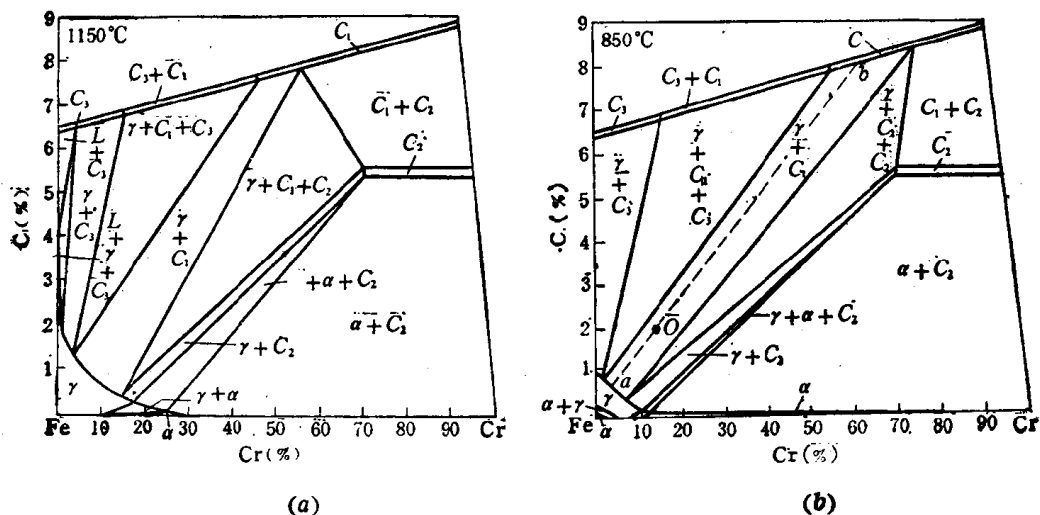 9
8
7
6
5
4
3
2
1
C₁(%)
1150°C
C₁
C₃+C₁
C₃
L+C₃
γ+C₁+C₃
C₁+C₂
C₂
γ+C₃
L+γ+C₃
γ+C₁
γ+C₁+C₂
+α+C₂
α+C₂
γ+C₂
γ
γ+α
Fe 10 20 30 40 50 60 70 80 90 Cr
α
Cr(%)
(a)
9
8
7
6
5
4
3
2
1
C(%)
850°C
C
b
C₃+C₁
C₃
γ+C₃
γ+C₁+C₃
γ+C₁
C₁+C₂
C₂
α+C₂
O
γ+α+C₂
γ+C₃
a
γ
α+γ
α
Fe α 10 20 30 40 50 60 70 80 90 Cr
Cr(%)
(b)